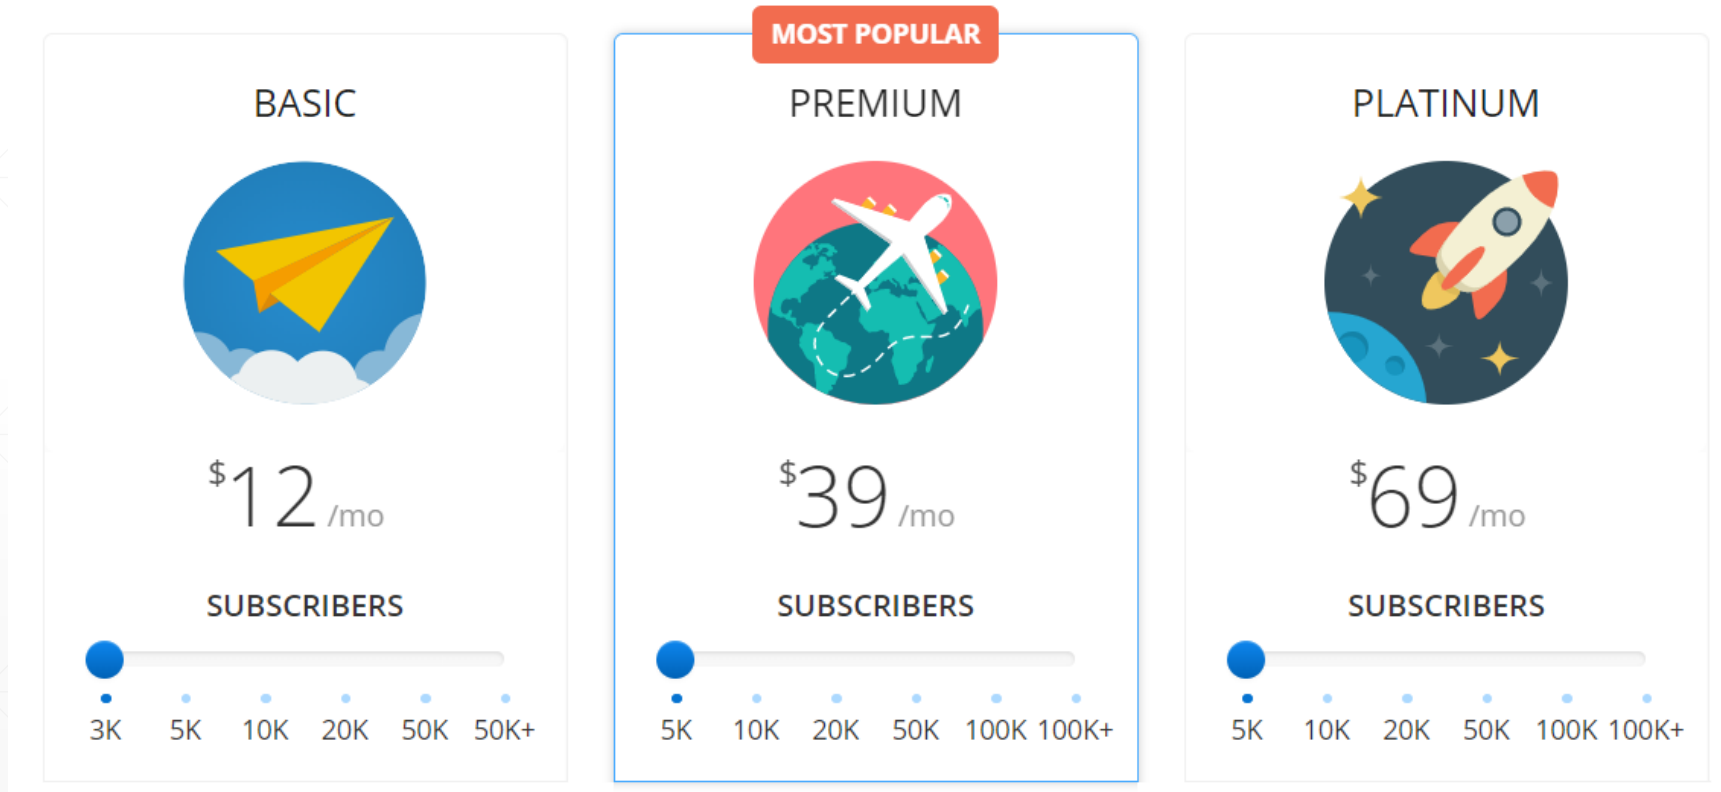 MOST POPULAR
BASIC
$12 /mo
SUBSCRIBERS
3K 5K 10K 20K 50K 50K+
PREMIUM
$39 /mo
SUBSCRIBERS
5K 10K 20K 50K 100K 100K+
PLATINUM
$69 /mo
SUBSCRIBERS
5K 10K 20K 50K 100K 100K+